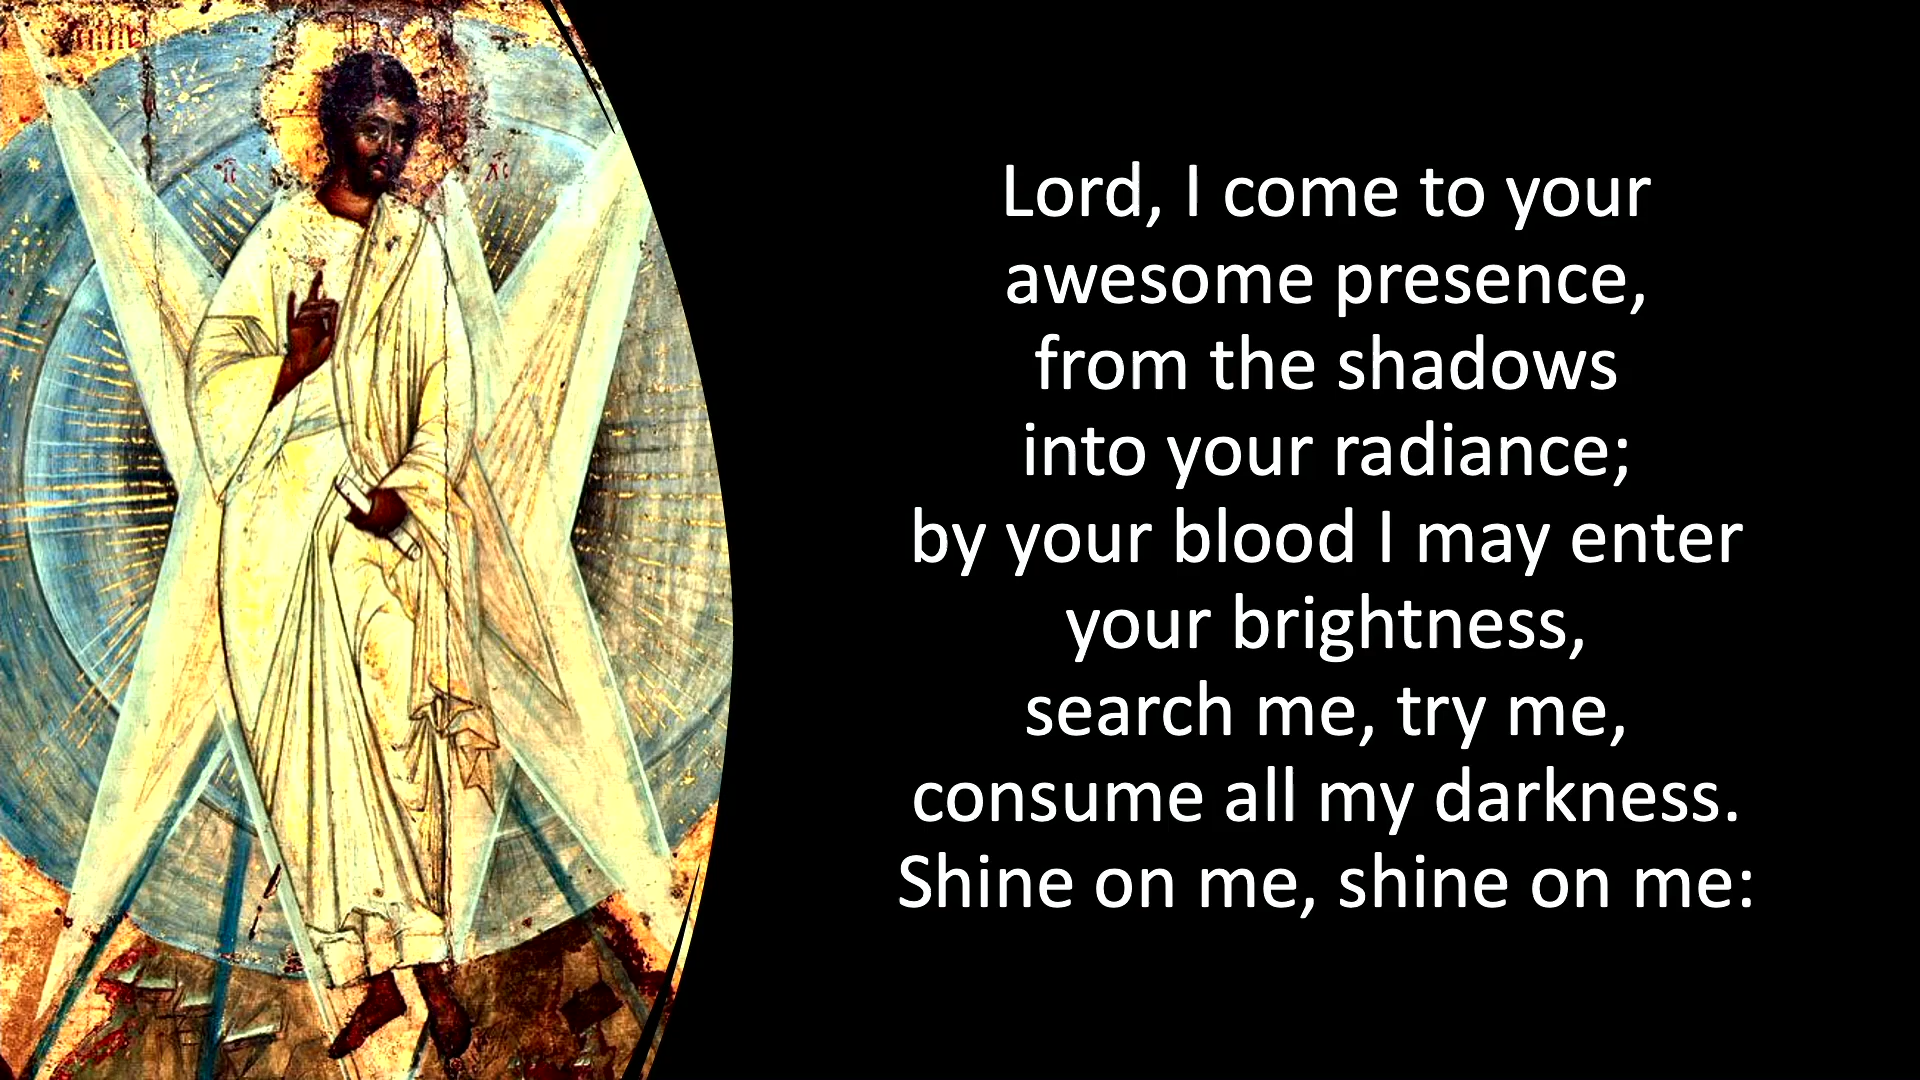 Lord, I come to your
awesome presence,
from the shadows
into your radiance;
by your blood I may enter
your brightness,
search me, try me,
consume all my darkness.
Shine on me, shine on me: